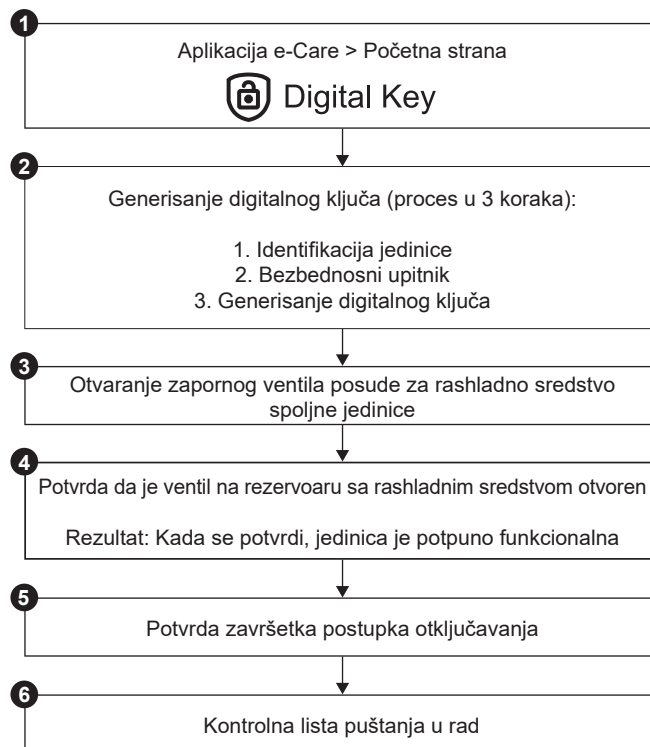 1
Aplikacija e-Care > Početna strana
Digital Key
2
Generisanje digitalnog ključa (proces u 3 koraka):
1. Identifikacija jedinice
2. Bezbednosni upitnik
3. Generisanje digitalnog ključa
3
Otvaranje zapornog ventila posude za rashladno sredstvo
spoljne jedinice
4
Potvrda da je ventil na rezervoaru sa rashladnim sredstvom otvoren
Rezultat: Kada se potvrdi, jedinica je potpuno funkcionalna
5
Potvrda završetka postupka otključavanja
6
Kontrolna lista puštanja u rad